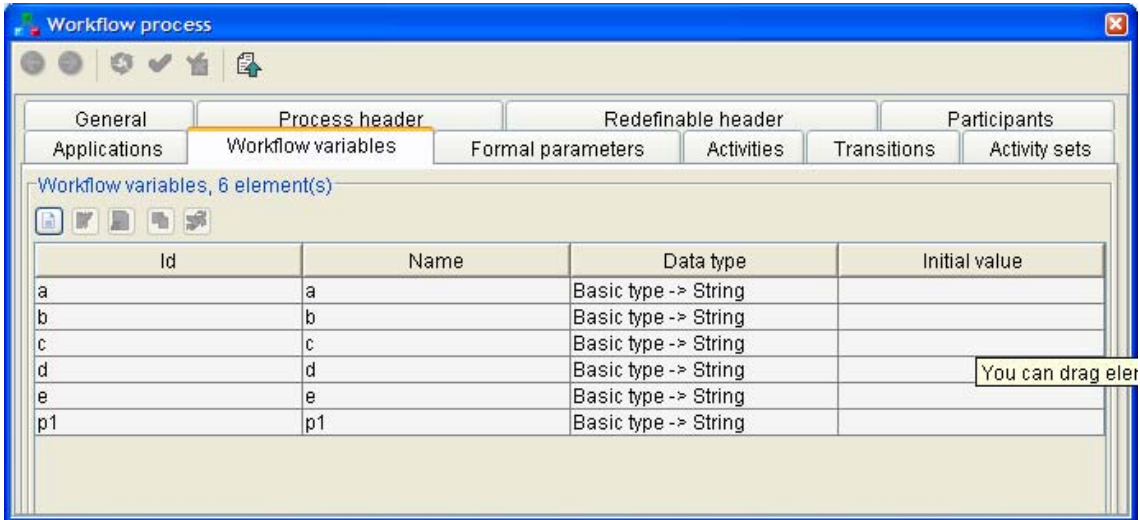 Workflow process
General Process header Redefinable header Participants
Applications Workflow variables Formal parameters Activities Transitions Activity sets
Workflow variables, 6 element(s)
Id Name Data type Initial value
a a Basic type -> String
b b Basic type -> String
c c Basic type -> String
d d Basic type -> String
You can drag
e e Basic type -> String
p1 p1 Basic type -> String